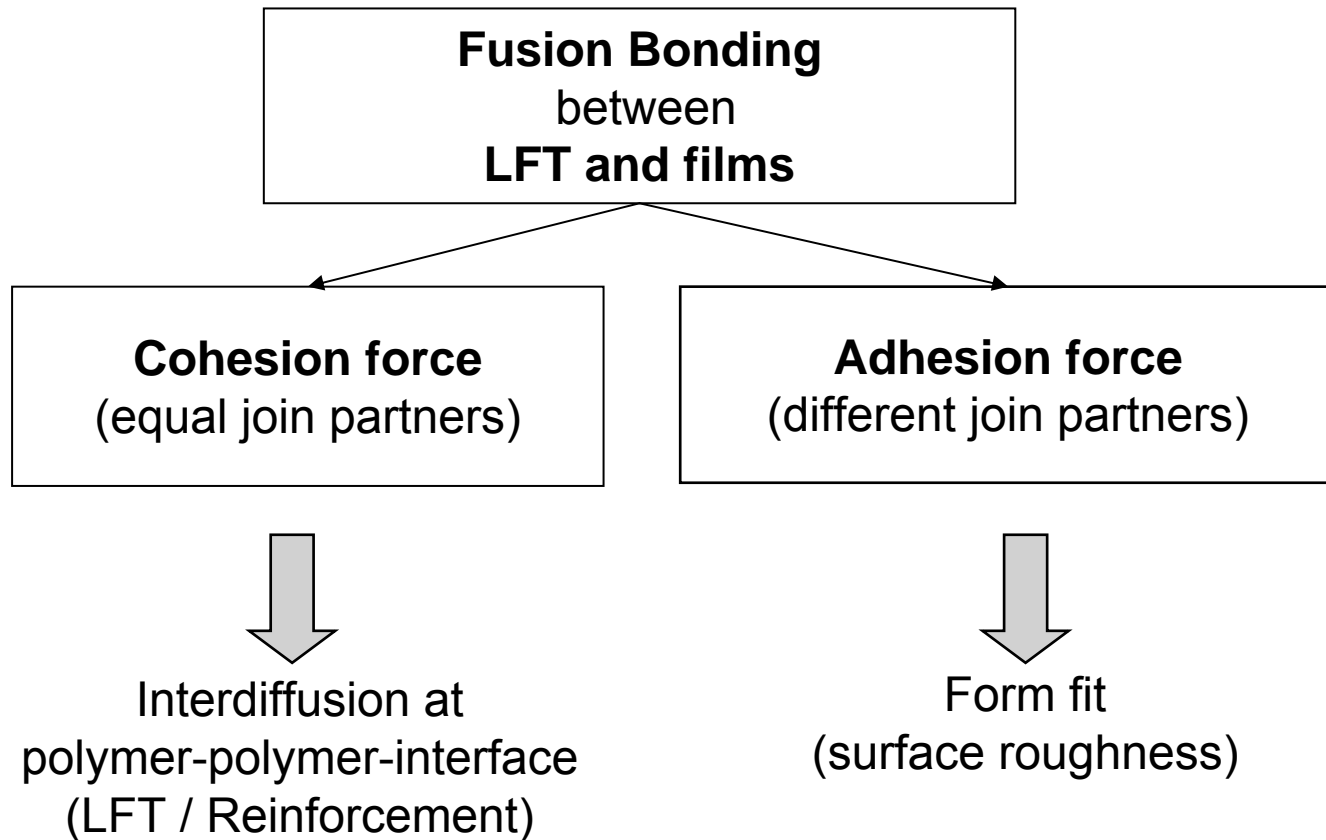 Fusion Bonding
between
LFT and films
Cohesion force
(equal join partners)
Adhesion force
(different join partners)
Interdiffusion at
polymer-polymer-interface
(LFT / Reinforcement)
Form fit
(surface roughness)